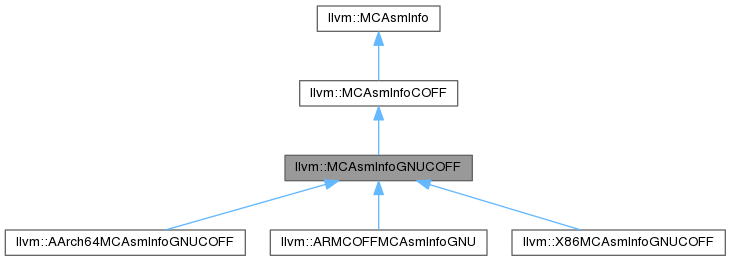 llvm::MCAsmInfo
llvm::MCAsmInfoCOFF
llvm::MCAsmInfoGNUCOFF
llvm::AArch64MCAsmInfoGNUCOFF
llvm::ARMCOFFMCAsmInfoGNU
llvm::X86MCAsmInfoGNUCOFF